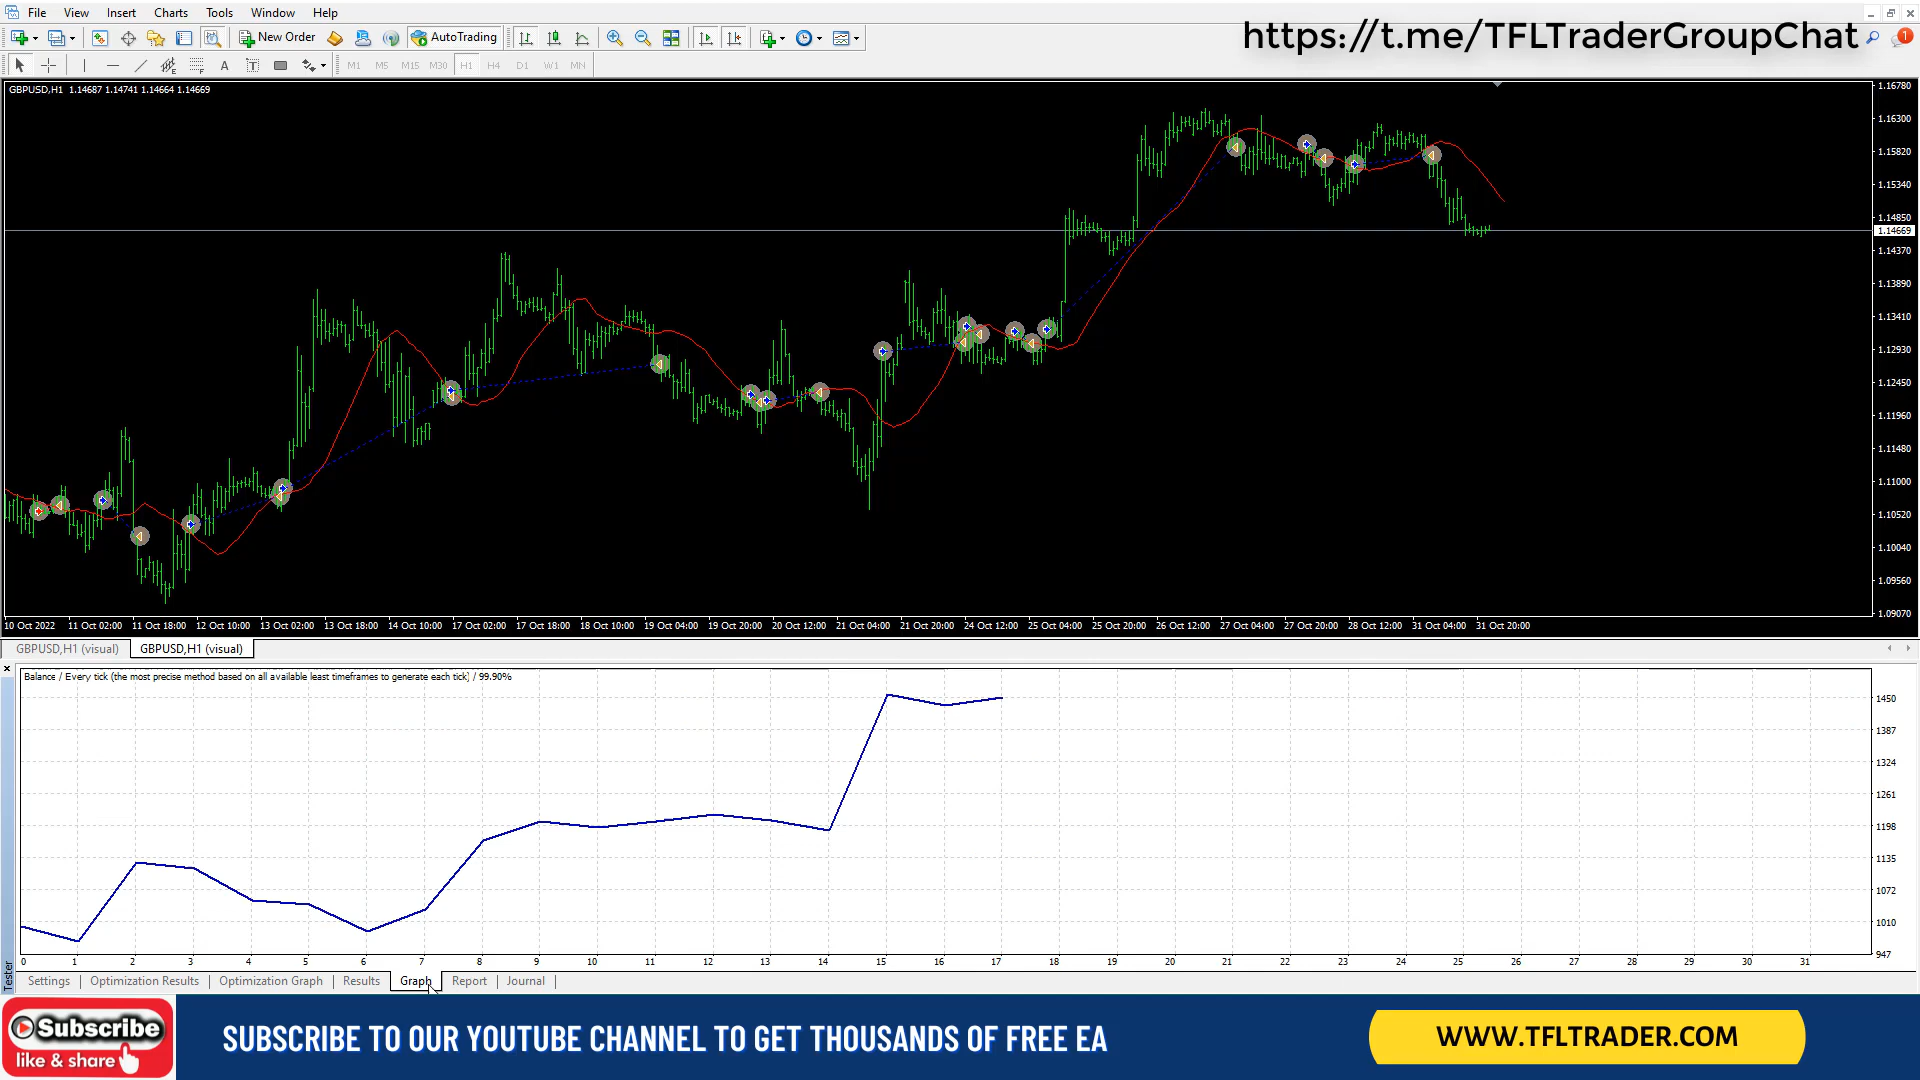 File View Insert Charts Tools Window Help
https://t.me/TFLTraderGroupChat
1
New Order AutoTrading
A T M1 M5 M15 M30 H1 H4 D1 W1 MN
GBPUSD,H1 1.14687 1.14741 1.14664 1.14669
1.16780
1.16300
1.15820
1.15340
1.14850
1.14669
1.14370
1.13890
1.13410
1.12930
1.12450
1.11960
1.11480
1.11000
1.10520
1.10040
1.09560
1.09070
10 Oct 2022 11 Oct 02:00 11 Oct 18:00 12 Oct 10:00 13 Oct 02:00 13 Oct 18:00 14 Oct 10:00 17 Oct 02:00 17 Oct 18:00 18 Oct 10:00 19 Oct 04:00 19 Oct 20:00 20 Oct 12:00 21 Oct 04:00 21 Oct 20:00 24 Oct 12:00 25 Oct 04:00 25 Oct 20:00 26 Oct 12:00 27 Oct 04:00 27 Oct 20:00 28 Oct 12:00 31 Oct 04:00 31 Oct 20:00
GBPUSD,H1 (visual) GBPUSD,H1 (visual)
Balance / Every tick (the most precise method based on all available least timeframes to generate each tick) / 99.90%
1450
1387
1324
1261
1198
1135
1072
1010
947
0 1 2 3 4 5 6 7 8 9 10 11 12 13 14 15 16 17 18 19 20 21 22 23 24 25 26 27 28 30 31
Tester
Settings Optimization Results Optimization Graph Results Graph Report Journal
Subscribe
like & share
SUBSCRIBE TO OUR YOUTUBE CHANNEL TO GET THOUSANDS OF FREE EA
WWW.TFLTRADER.COM